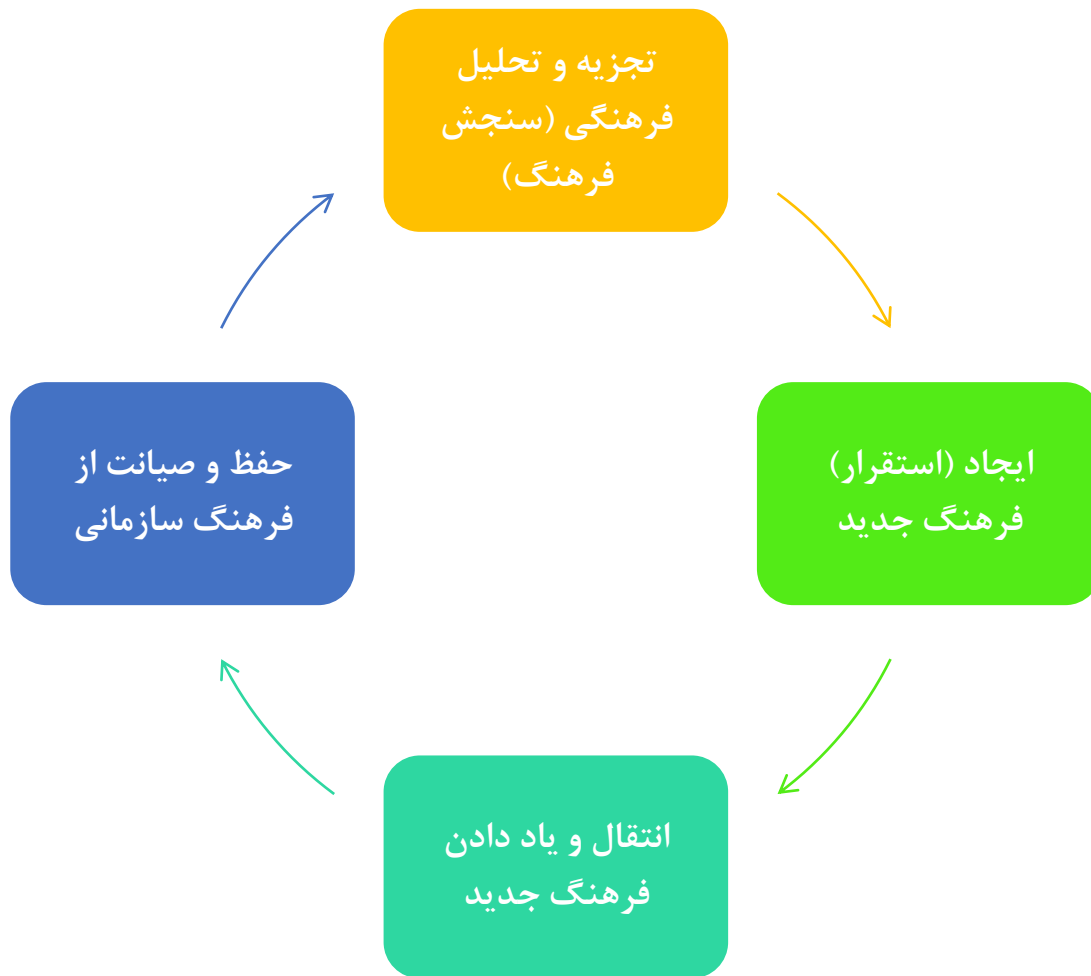 تجزیه و تحلیل
فرهنگی (سنجش
فرهنگ)
ایجاد (استقرار)
فرهنگ جدید
انتقال و یاد دادن
فرهنگ جدید
حفظ و صیانت از
فرهنگ سازمانی